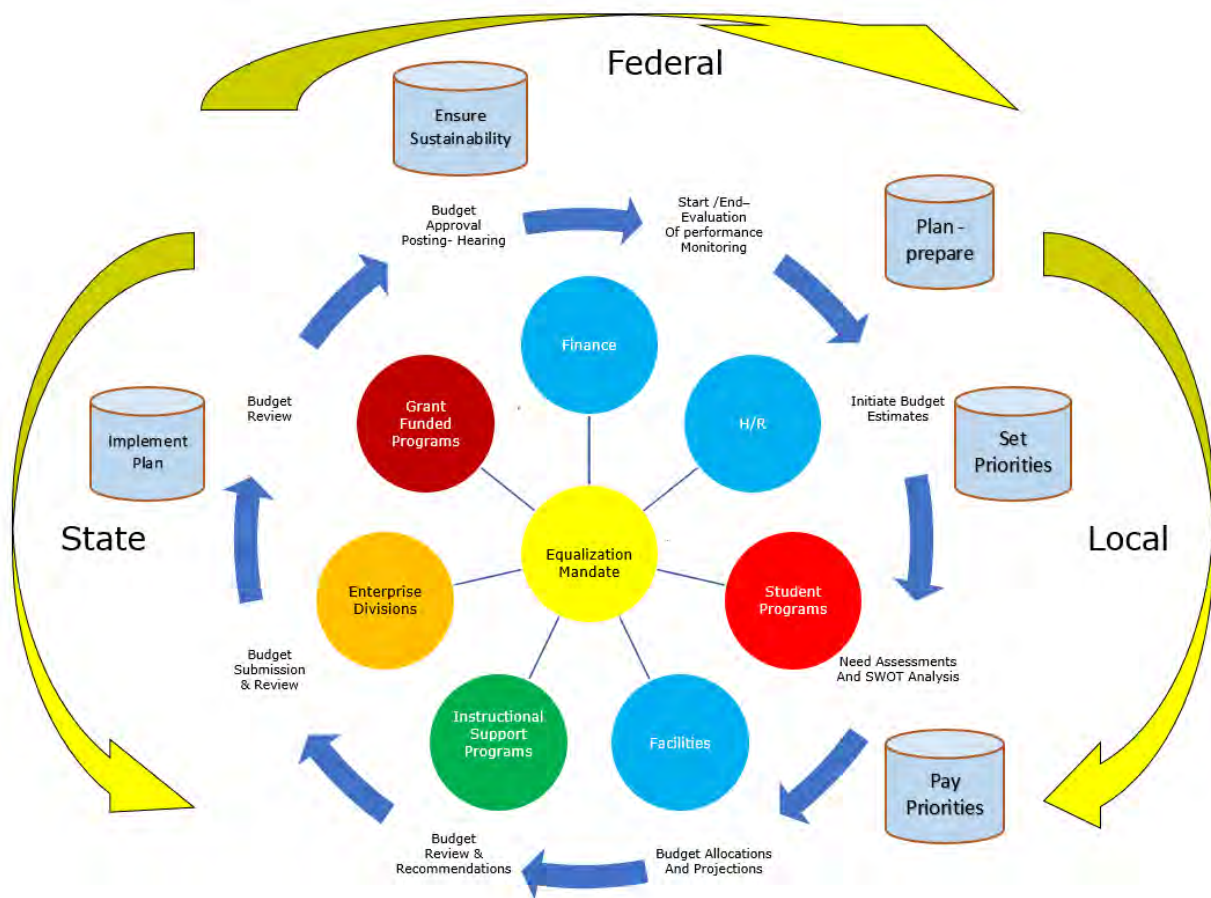 Federal
Ensure
Sustainability
Plan -
prepare
Budget
Approval
Posting- Hearing
Start /End–
Evaluation
Of performance
Monitoring
Finance
Grant
Funded
Programs
H/R
Budget
Review
Implement
Plan
Initiate Budget
Estimates
Set
Priorities
State
Local
Equalization
Mandate
Enterprise
Divisions
Student
Programs
Budget
Submission
& Review
Need Assessments
And SWOT Analysis
Instructional
Support
Programs
Facilities
Pay
Priorities
Budget
Review &
Recommendations
Budget Allocations
And Projections